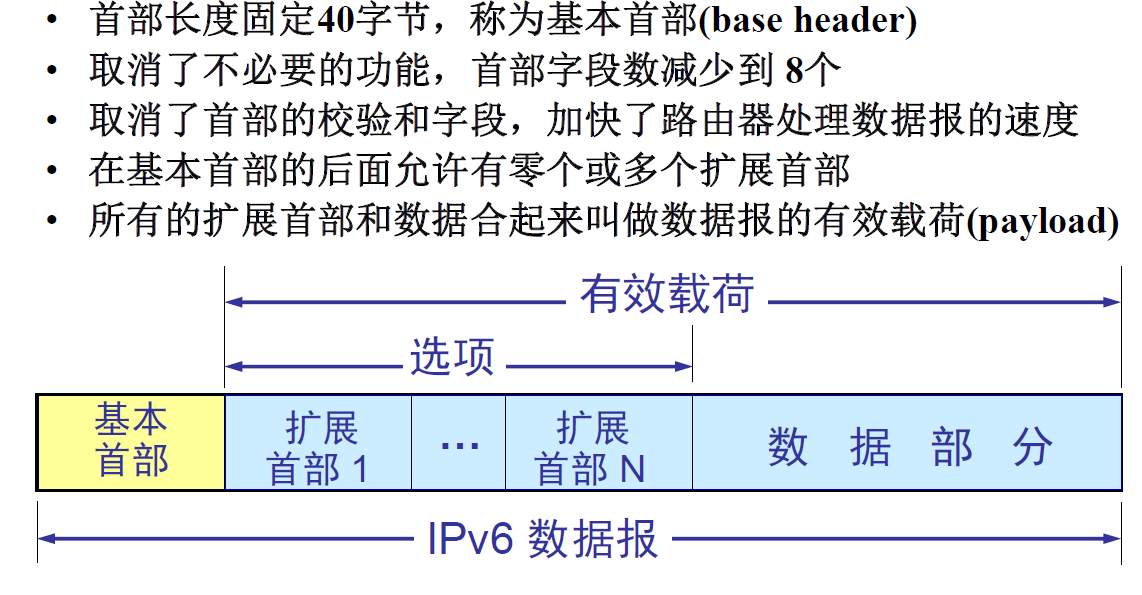 • 首部长度固定40字节，称为基本首部(base header)
• 取消了不必要的功能，首部字段数减少到 8个
• 取消了首部的校验和字段，加快了路由器处理数据报的速度
• 在基本首部的后面允许有零个或多个扩展首部
• 所有的扩展首部和数据合起来叫做数据报的有效载荷(payload)
有效载荷
选项
基本
首部
扩展
首部 1
…
扩展
首部 N
数 据 部 分
IPv6 数据报